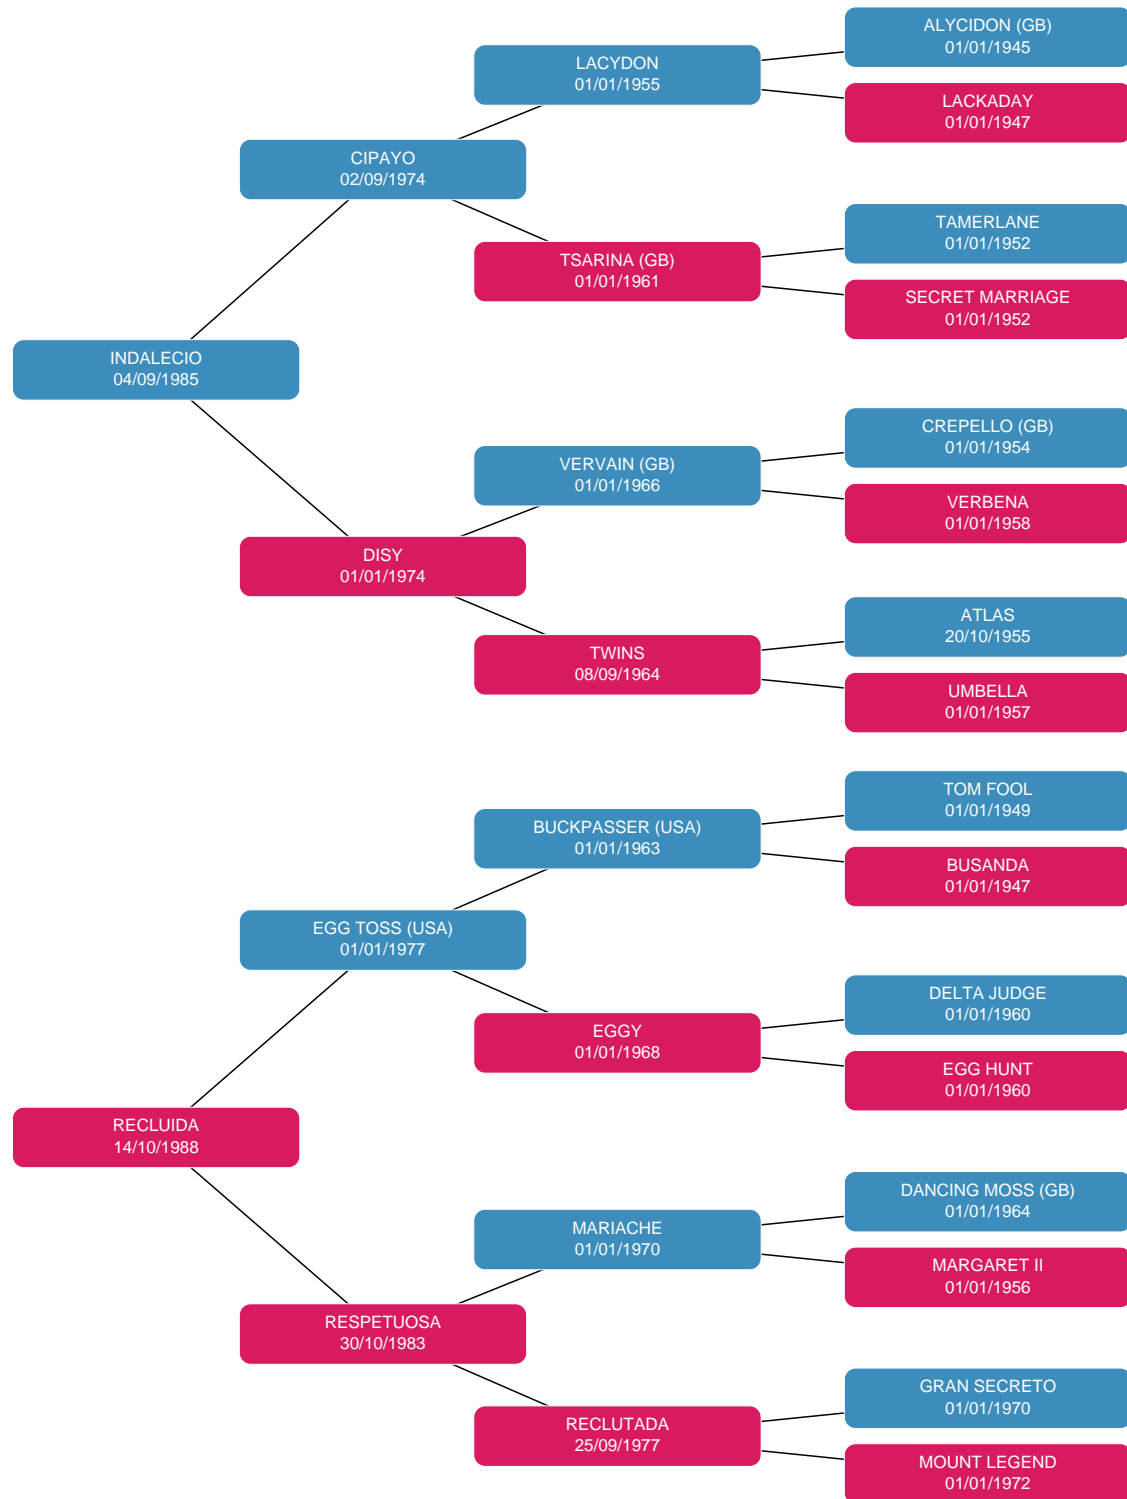 ALYCIDON (GB)
01/01/1945
LACYDON
01/01/1955
LACKADAY
01/01/1947
CIPAYO
02/09/1974
TAMERLANE
01/01/1952
TSARINA (GB)
01/01/1961
SECRET MARRIAGE
01/01/1952
INDALECIO
04/09/1985
CREPELLO (GB)
01/01/1954
VERVAIN (GB)
01/01/1966
VERBENA
01/01/1958
DISY
01/01/1974
ATLAS
20/10/1955
TWINS
08/09/1964
UMBELLA
01/01/1957
TOM FOOL
01/01/1949
BUCKPASSER (USA)
01/01/1963
BUSANDA
01/01/1947
EGG TOSS (USA)
01/01/1977
DELTA JUDGE
01/01/1960
EGGY
01/01/1968
EGG HUNT
01/01/1960
RECLUIDA
14/10/1988
DANCING MOSS (GB)
01/01/1964
MARIACHE
01/01/1970
MARGARET II
01/01/1956
RESPETUOSA
30/10/1983
GRAN SECRETO
01/01/1970
RECLUTADA
25/09/1977
MOUNT LEGEND
01/01/1972